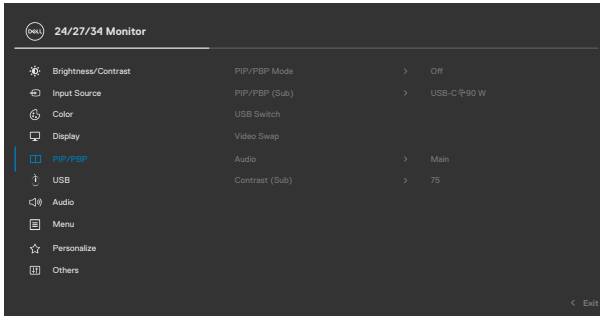 DELL 24/27/34 Monitor
Brightness/Contrast PIP/PBP Mode > Off
Input Source PIP/PBP (Sub) > USB-C 90 W
Color USB Switch
Display Video Swap
PIP/PBP Audio > Main
USB Contrast (Sub) > 75
Audio
Menu
Personalize
Others
< Exit